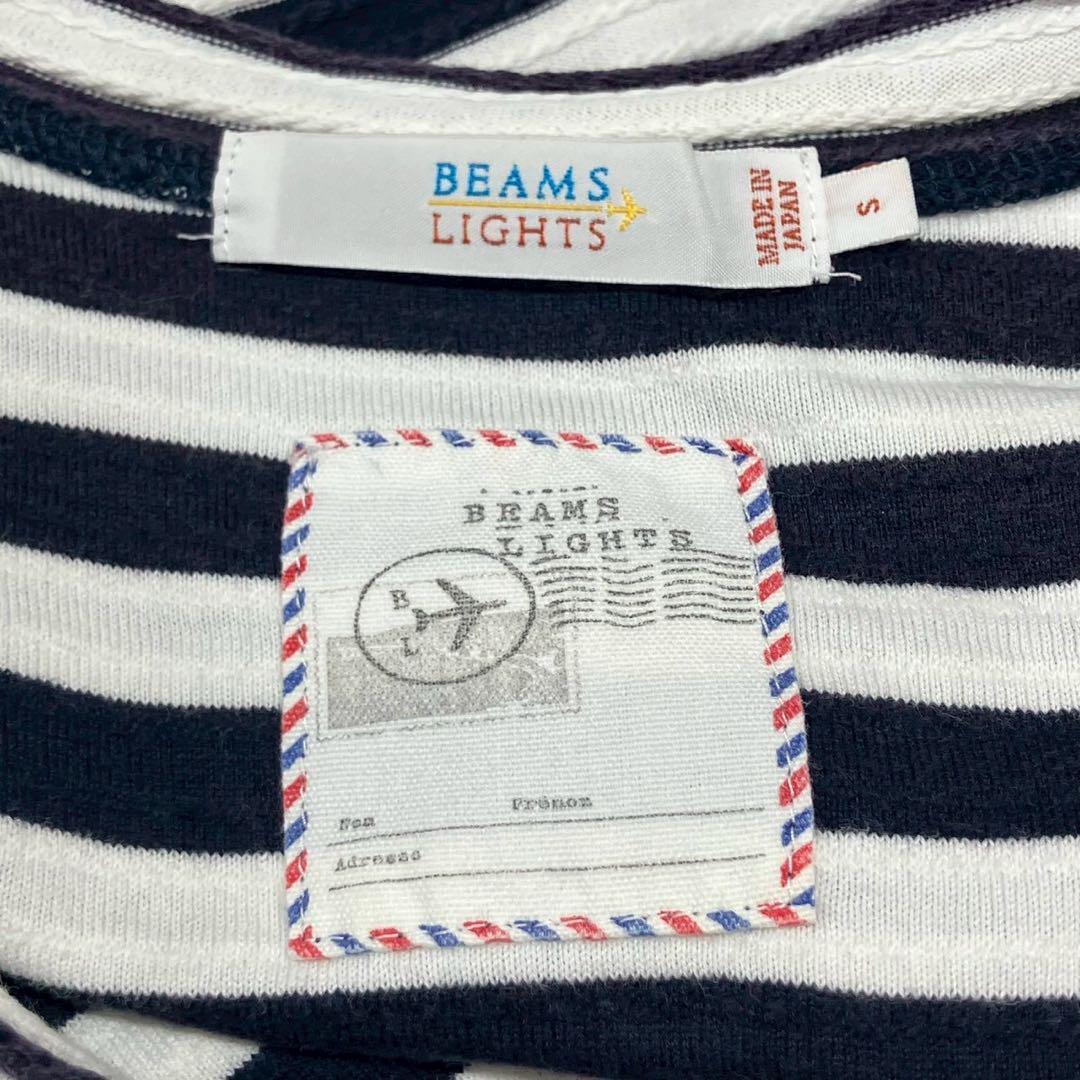 BEAMS
LIGHTS
MADE IN
JAPAN
S
BEAMS
LIGHTS
B
L
Prénom
Nom
Adresse